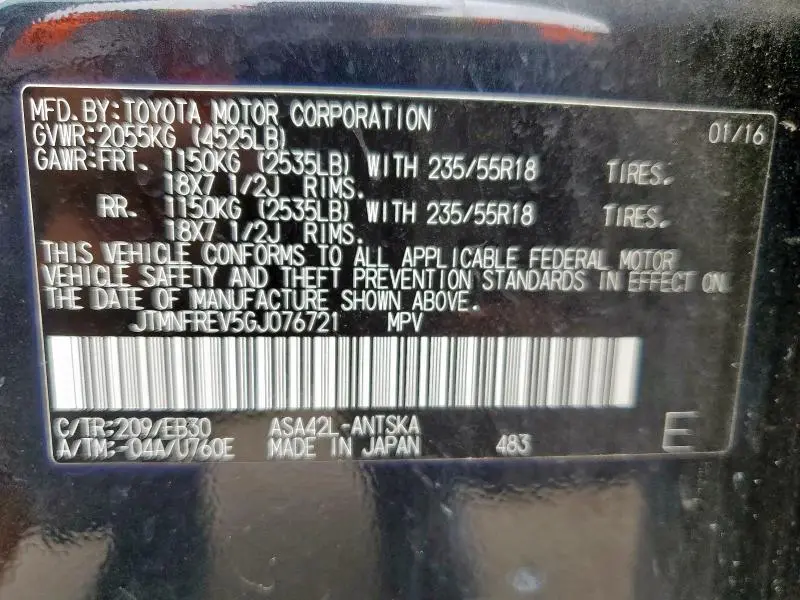 MFD. BY: TOYOTA MOTOR CORPORATION 01/16
GVWR: 2055KG (4525LB)
GAWR: FRT. 1150KG (2535LB) WITH 235/55R18 TIRES.
18X7 1/2J RIMS.
RR. 1150KG (2535LB) WITH 235/55R18 TIRES.
18X7 1/2J RIMS.
THIS VEHICLE CONFORMS TO ALL APPLICABLE FEDERAL MOTOR
VEHICLE SAFETY AND THEFT PREVENTION STANDARDS IN EFFECT ON
THE DATE OF MANUFACTURE SHOWN ABOVE.
JTMNFREV5GJ076721 MPV
C/TR: 209/EB30 ASA42L-ANTSKA
A/TM: -04A/U760E MADE IN JAPAN 483 E